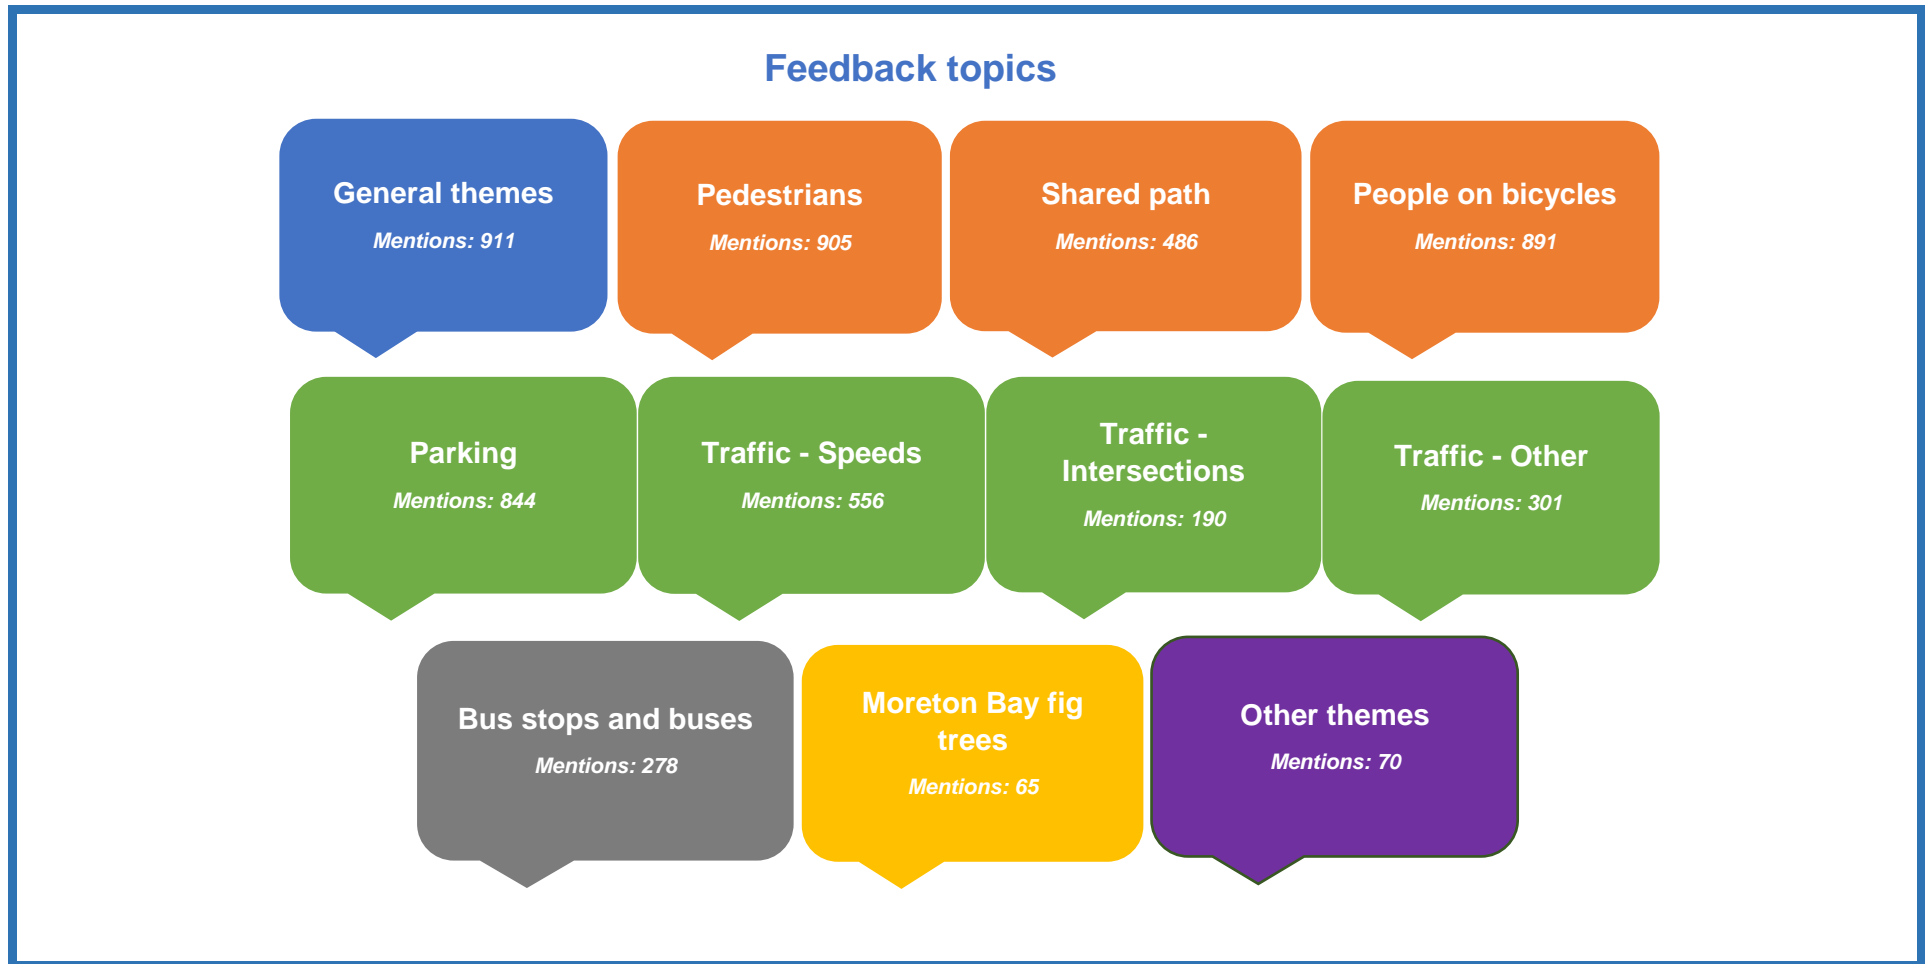 Feedback topics
General themes
Mentions: 911
Pedestrians
Mentions: 905
Shared path
Mentions: 486
People on bicycles
Mentions: 891
Parking
Mentions: 844
Traffic - Speeds
Mentions: 556
Traffic -
Intersections
Mentions: 190
Traffic - Other
Mentions: 301
Bus stops and buses
Mentions: 278
Moreton Bay fig
trees
Mentions: 65
Other themes
Mentions: 70